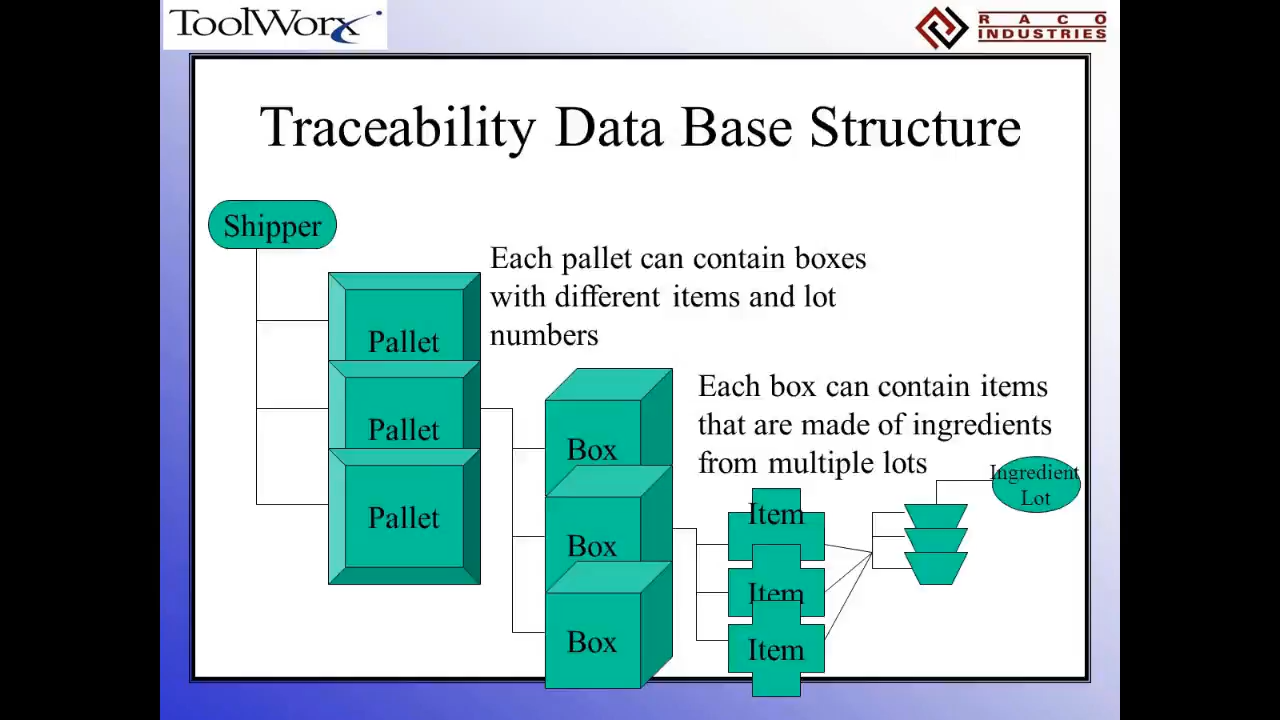 ToolWorx
RACO
INDUSTRIES
Traceability Data Base Structure
Shipper
Each pallet can contain boxes
with different items and lot
numbers
Pallet
Pallet
Pallet
Each box can contain items
that are made of ingredients
from multiple lots
Box
Box
Box
Ingredient
Lot
Item
Item
Item